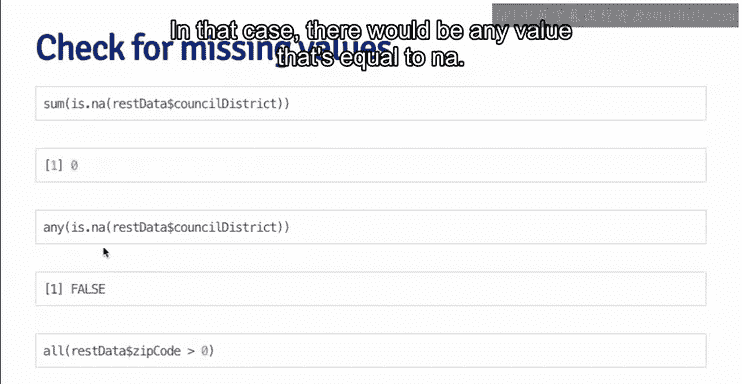 In that case, there would be any value
Check for missing values
that's equal to na.
sum(is.na(restData$councilDistrict))
[1] 0
any(is.na(restData$councilDistrict))
[1] FALSE
all(restData$zipCode > 0)